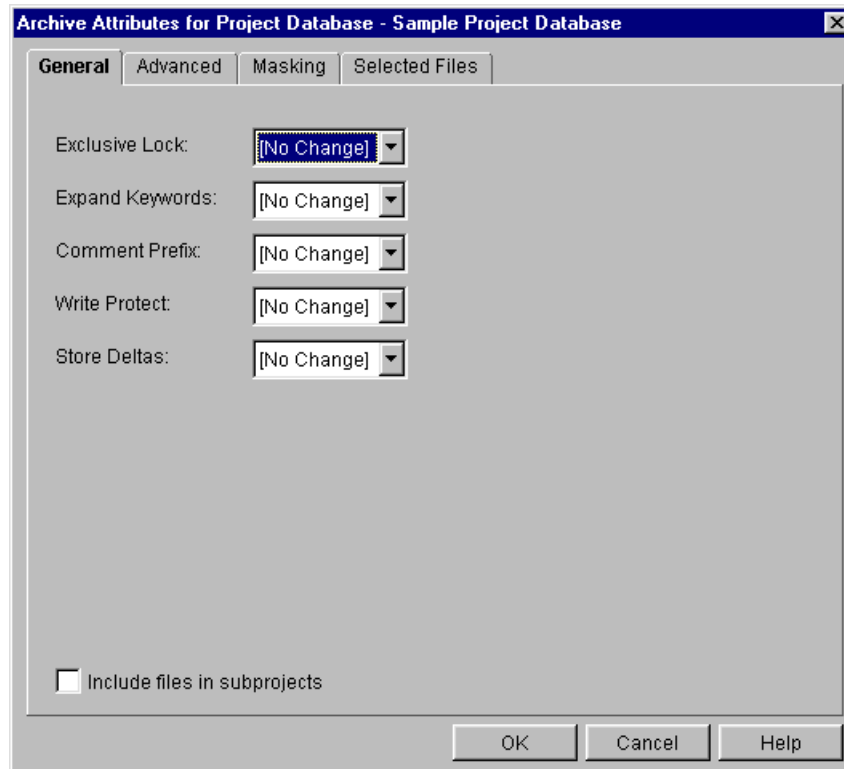 Archive Attributes for Project Database - Sample Project Database
General Advanced Masking Selected Files
Exclusive Lock: [No Change]
Expand Keywords: [No Change]
Comment Prefix: [No Change]
Write Protect: [No Change]
Store Deltas: [No Change]
Include files in subprojects
OK Cancel Help